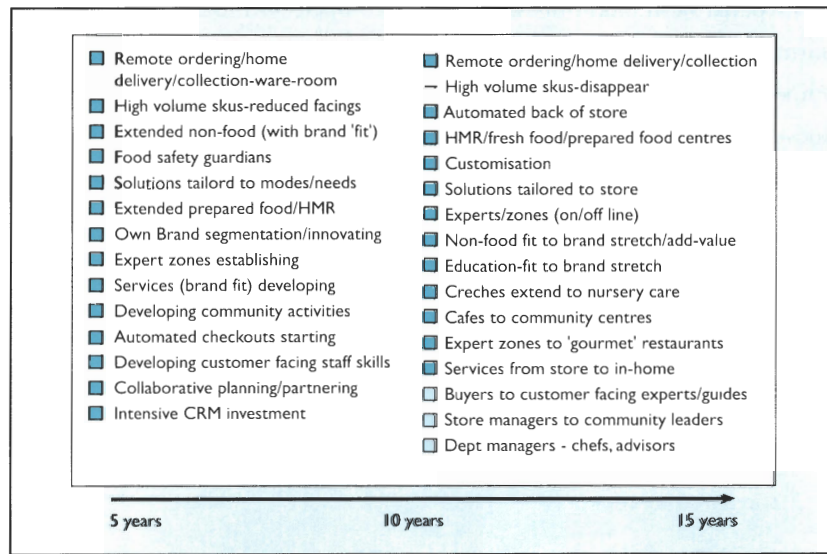 Remote ordering/home
delivery/collection-ware-room
High volume skus-reduced facings
Extended non-food (with brand 'fit')
Food safety guardians
Solutions tailord to modes/needs
Extended prepared food/HMR
Own Brand segmentation/innovating
Expert zones establishing
Services (brand fit) developing
Developing community activities
Automated checkouts starting
Developing customer facing staff skills
Collaborative planning/partnering
Intensive CRM investment
Remote ordering/home delivery/collection
– High volume skus-disappear
Automated back of store
HMR/fresh food/prepared food centres
Customisation
Solutions tailored to store
Experts/zones (on/off line)
Non-food fit to brand stretch/add-value
Education-fit to brand stretch
Creches extend to nursery care
Cafes to community centres
Expert zones to 'gourmet' restaurants
Services from store to in-home
Buyers to customer facing experts/guides
Store managers to community leaders
Dept managers - chefs, advisors
5 years 10 years 15 years